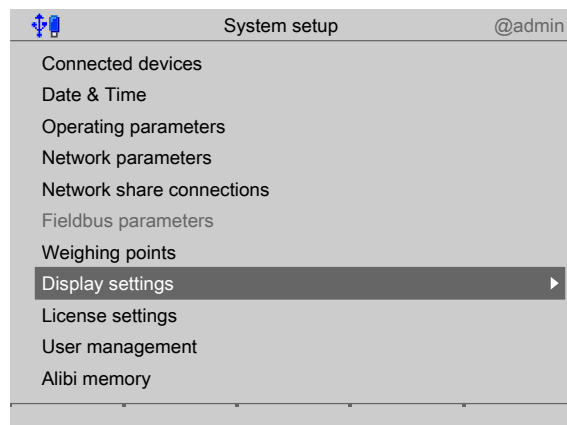 System setup @admin
Connected devices
Date & Time
Operating parameters
Network parameters
Network share connections
Fieldbus parameters
Weighing points
Display settings
License settings
User management
Alibi memory